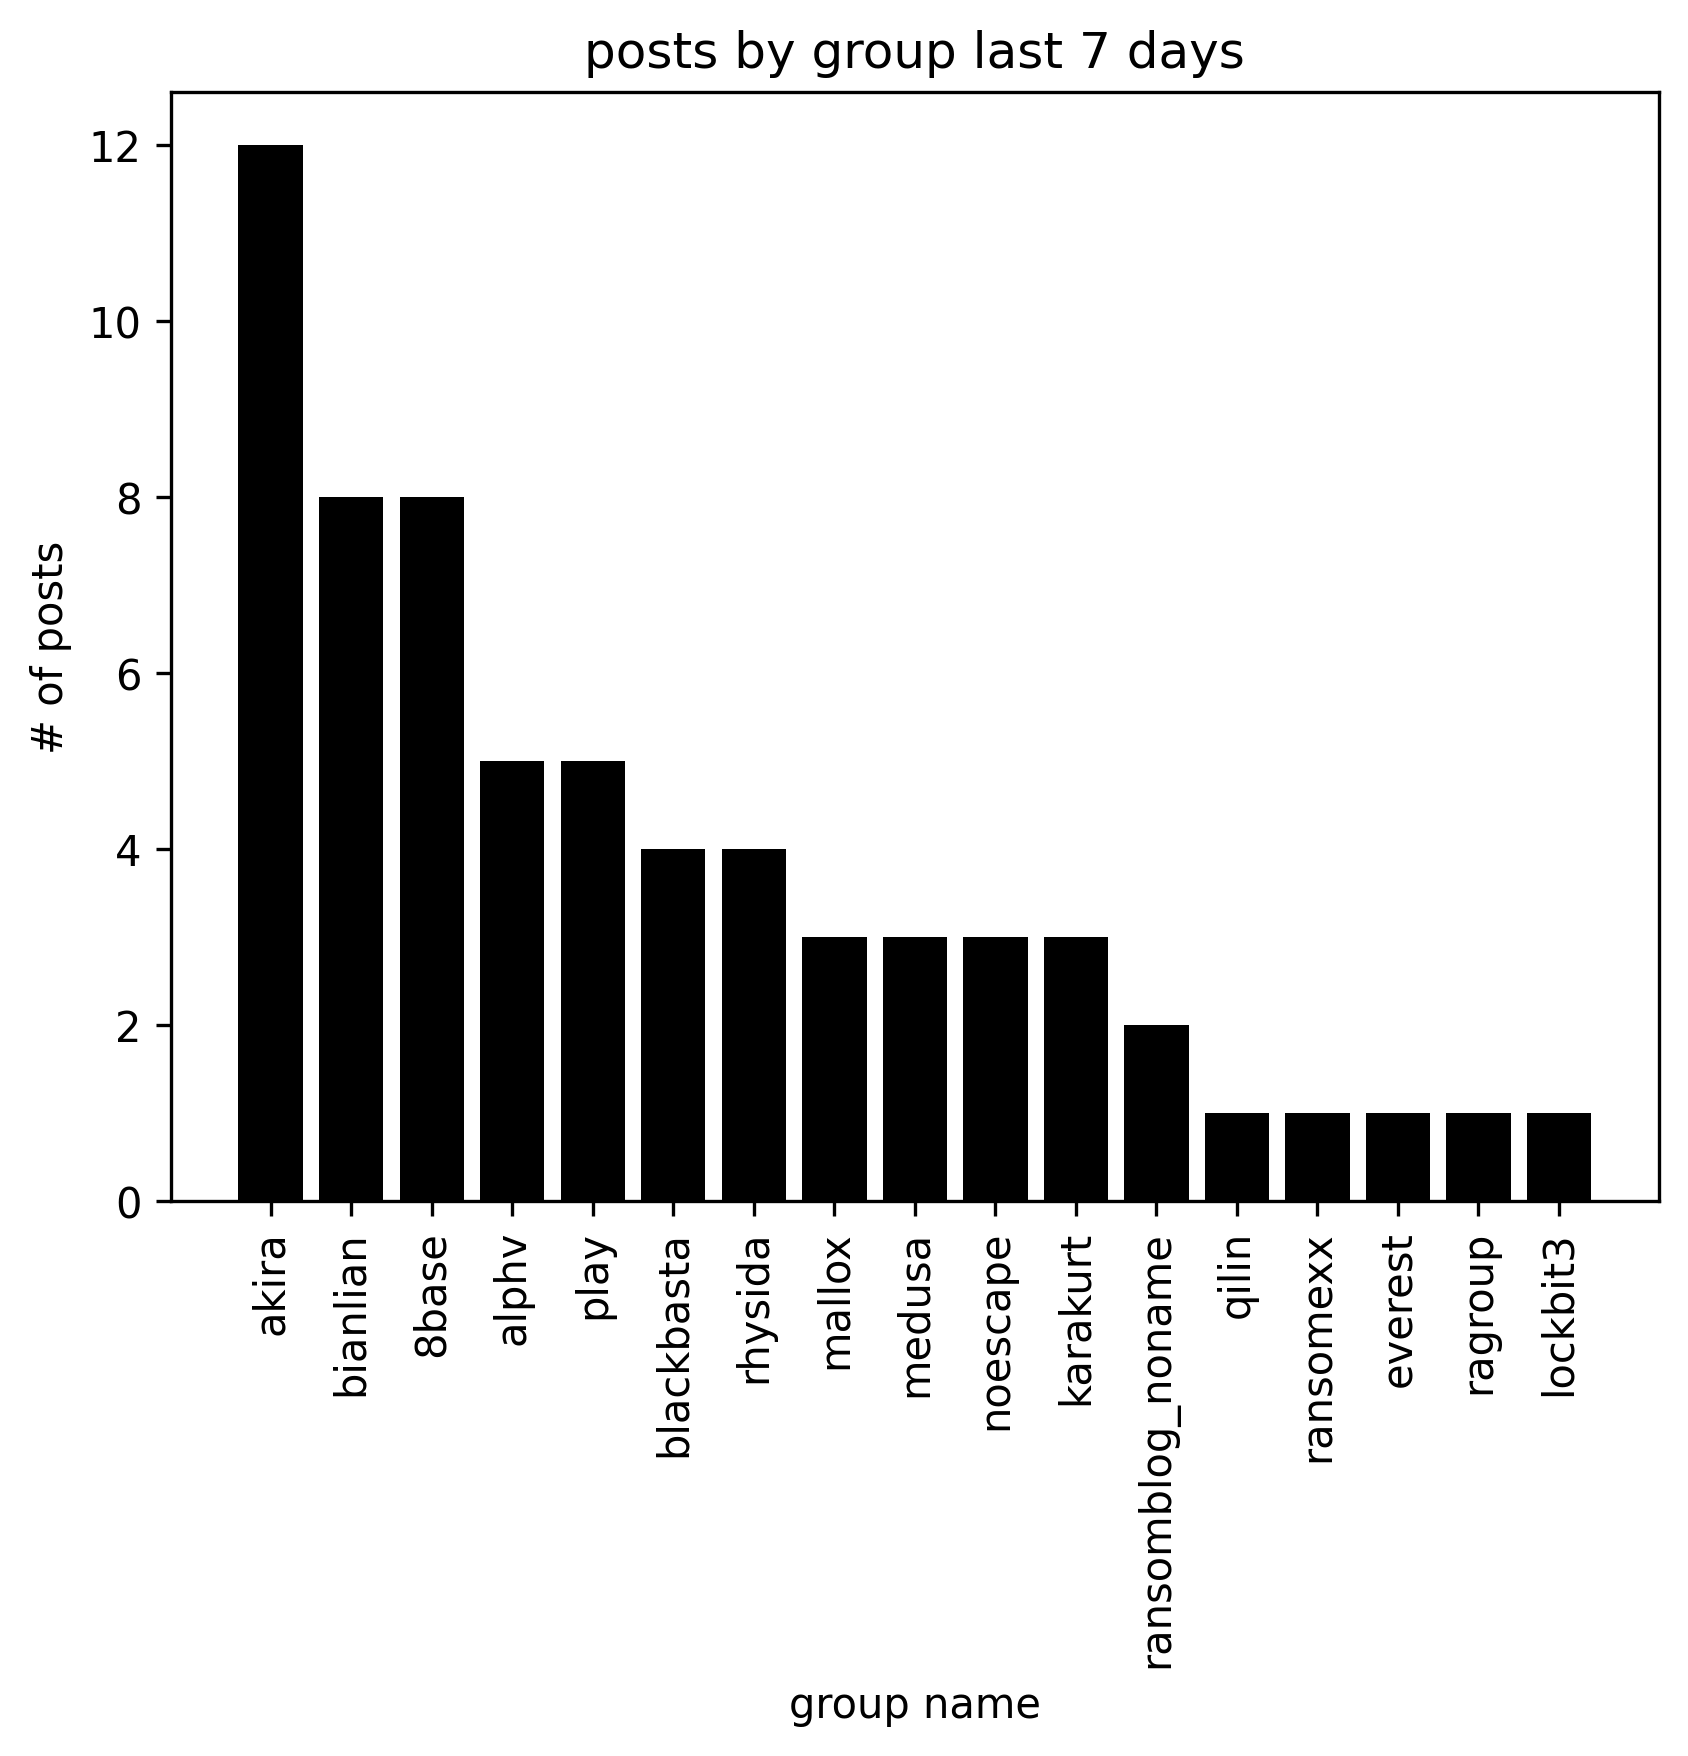 posts by group last 7 days
12
10
8
6
4
2
0
# of posts
akira
bianlian
8base
alphv
play
blackbasta
rhysida
mallox
medusa
noescape
karakurt
ransomblog_noname
qilin
ransomexx
everest
ragroup
lockbit3
group name